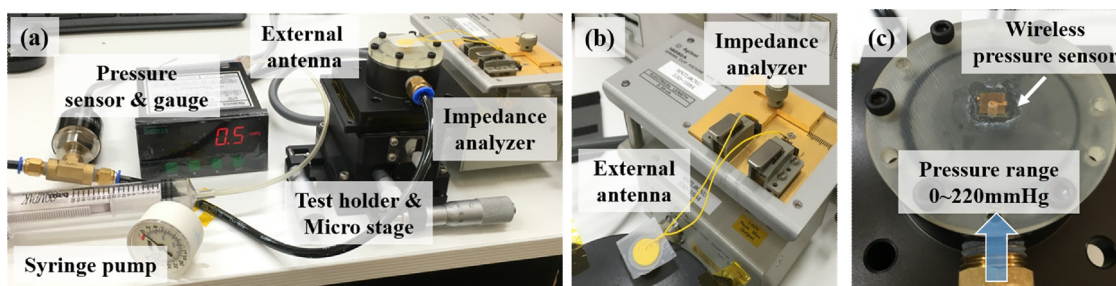 (a)
External
antenna
Pressure
sensor & gauge
0.5
Impedance
analyzer
Test holder &
Micro stage
Syringe pump
(b)
Impedance
analyzer
Agilent
External
antenna
(c)
Wireless
pressure sensor
Pressure range
0~220mmHg